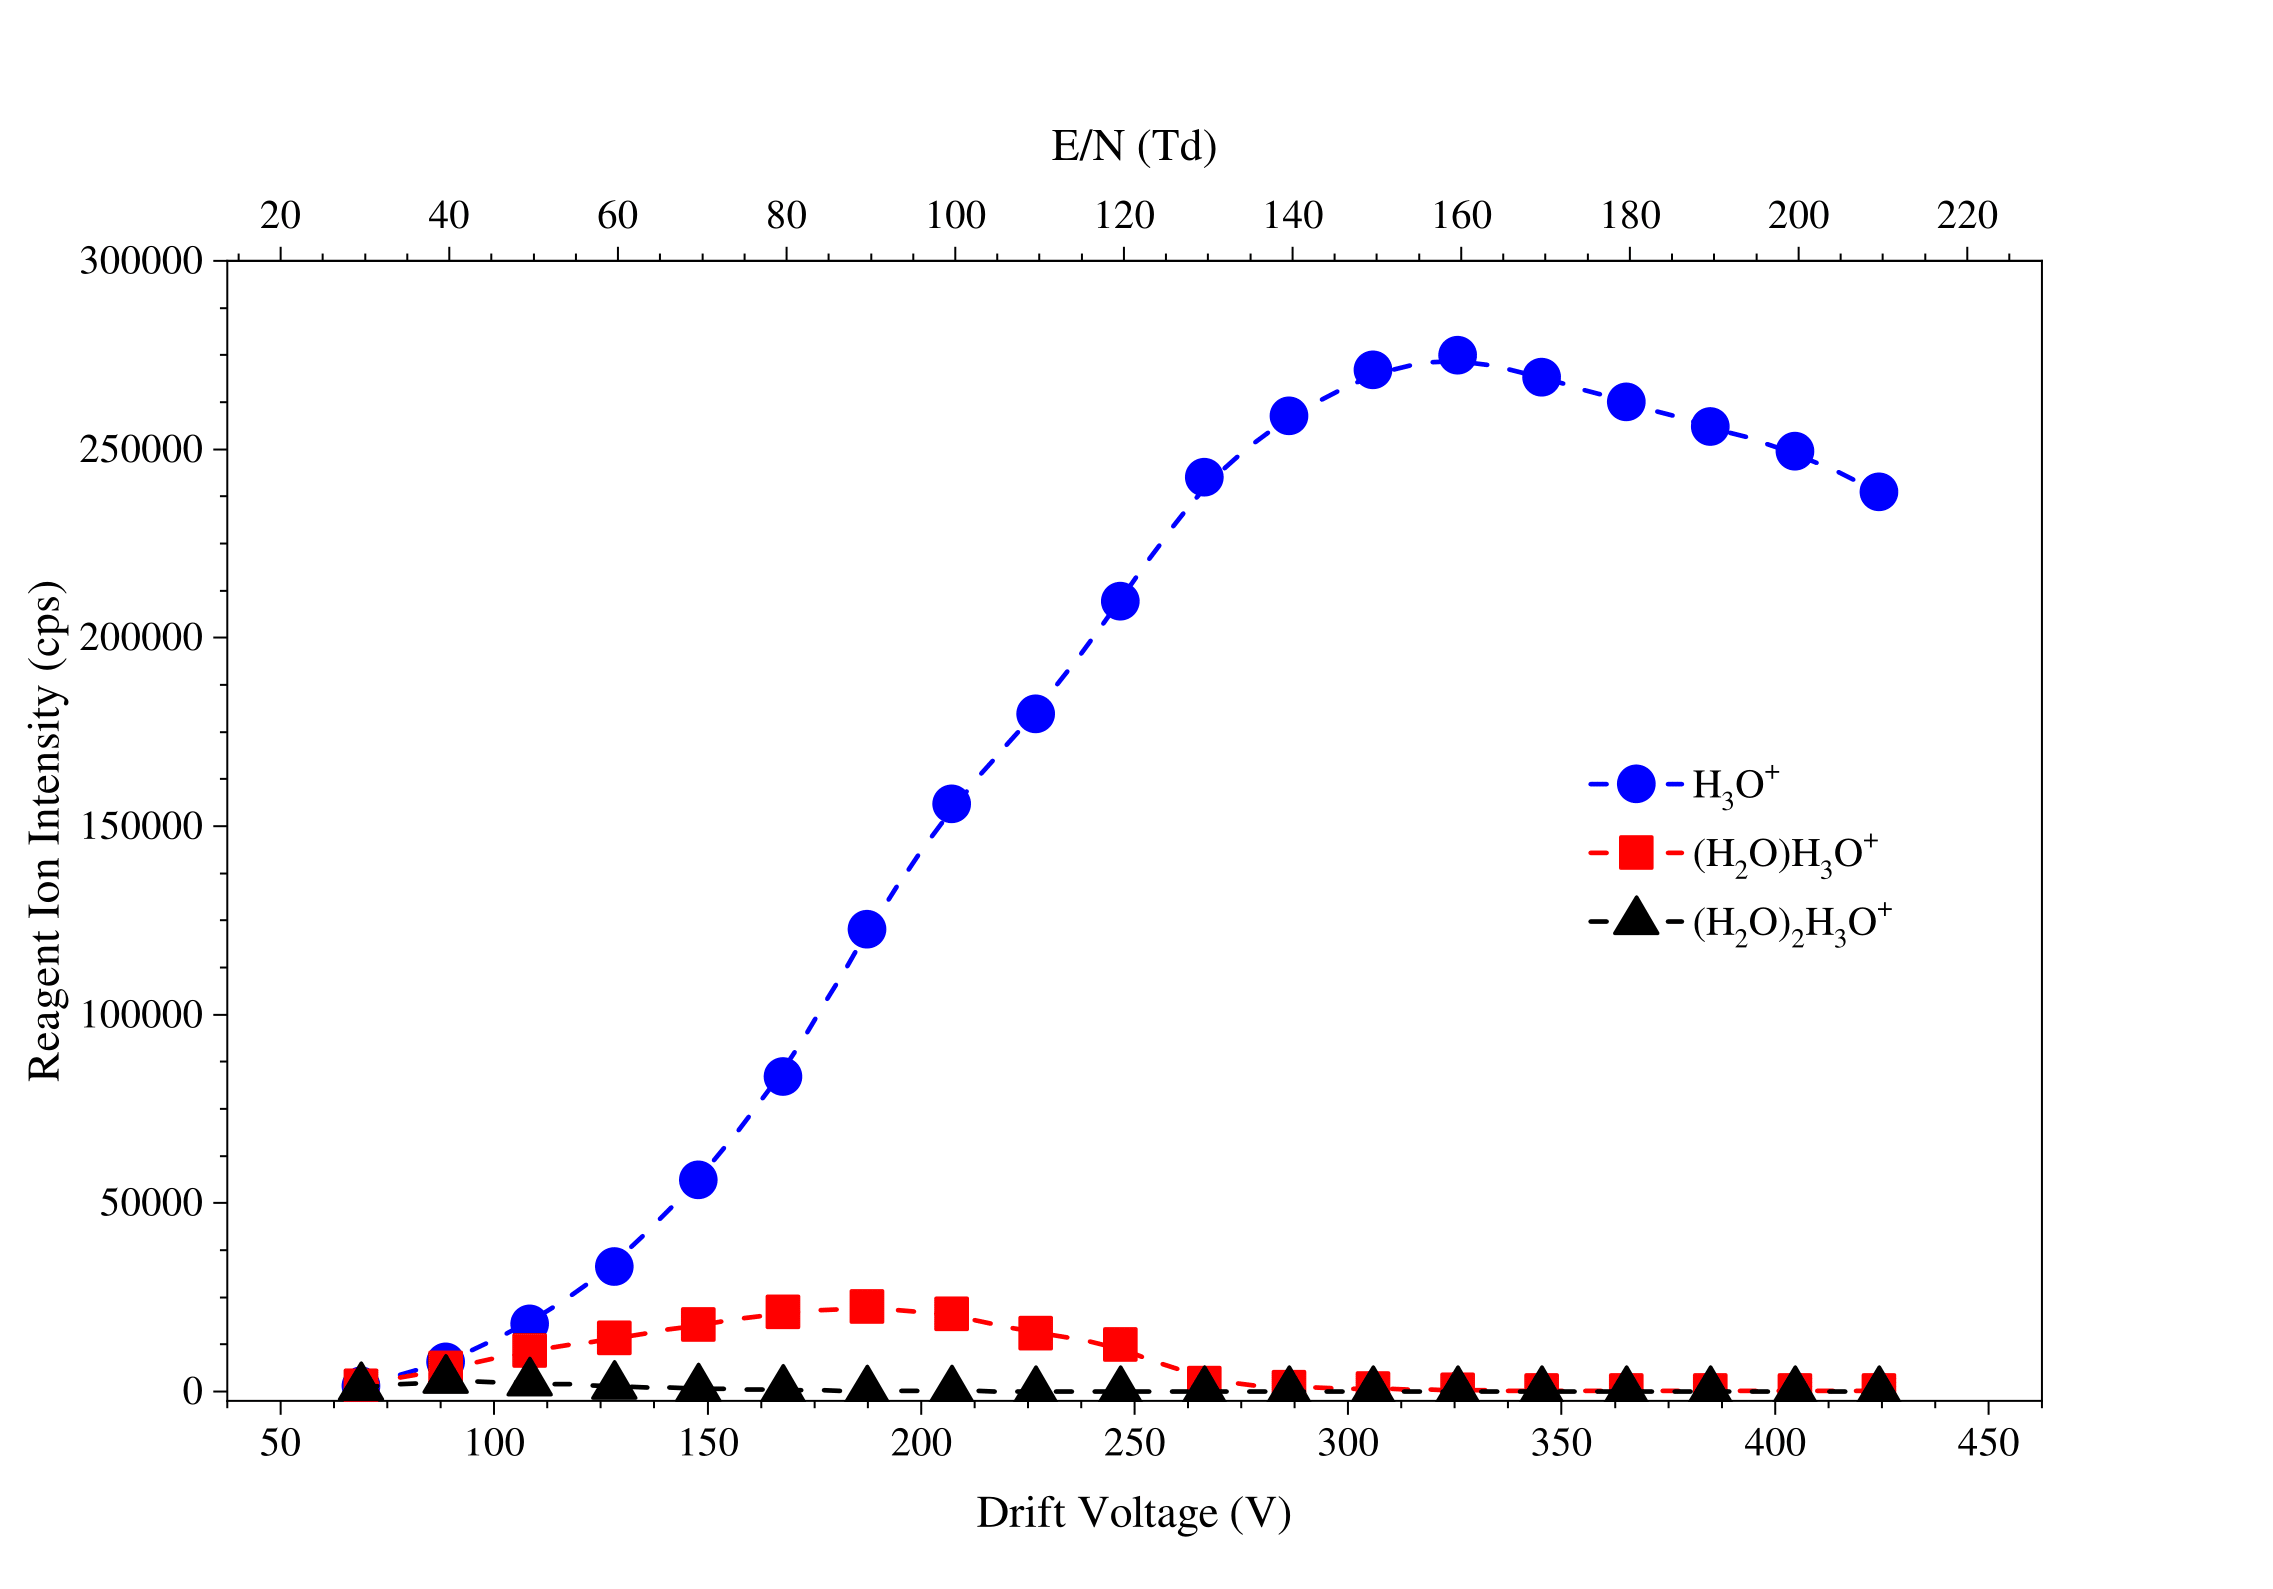 E/N (Td)
20 40 60 80 100 120 140 160 180 200 220
300000
250000
200000
150000
100000
50000
0
Reagent Ion Intensity (cps)
H₃O⁺
(H₂O)H₃O⁺
(H₂O)₂H₃O⁺
50 100 150 200 250 300 350 400 450
Drift Voltage (V)